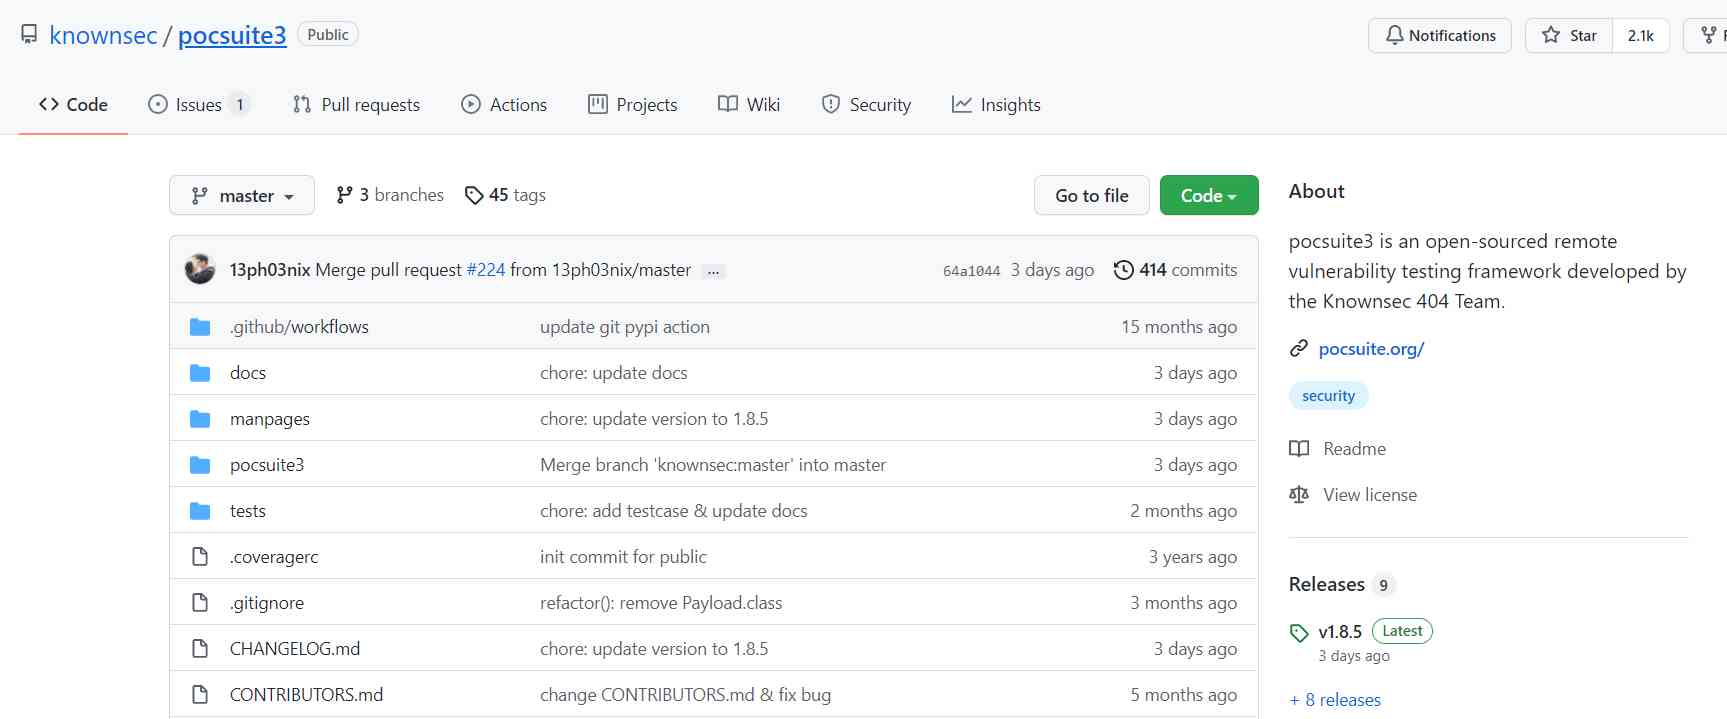 knownsec / pocsuite3 Public Notifications Star 2.1k
Code Issues 1 Pull requests Actions Projects Wiki Security Insights
master 3 branches 45 tags Go to file Code
13ph03nix Merge pull request #224 from 13ph03nix/master ... 64a1044 3 days ago 414 commits
.github/workflows update git pypi action 15 months ago
docs chore: update docs 3 days ago
manpages chore: update version to 1.8.5 3 days ago
pocsuite3 Merge branch 'knownsec:master' into master 3 days ago
tests chore: add testcase & update docs 2 months ago
.coveragerc init commit for public 3 years ago
.gitignore refactor(): remove Payload.class 3 months ago
CHANGELOG.md chore: update version to 1.8.5 3 days ago
CONTRIBUTORS.md change CONTRIBUTORS.md & fix bug 5 months ago
About
pocsuite3 is an open-sourced remote
vulnerability testing framework developed by
the Knownsec 404 Team.
pocsuite.org/
security
Readme
View license
Releases 9
v1.8.5 Latest
3 days ago
+ 8 releases